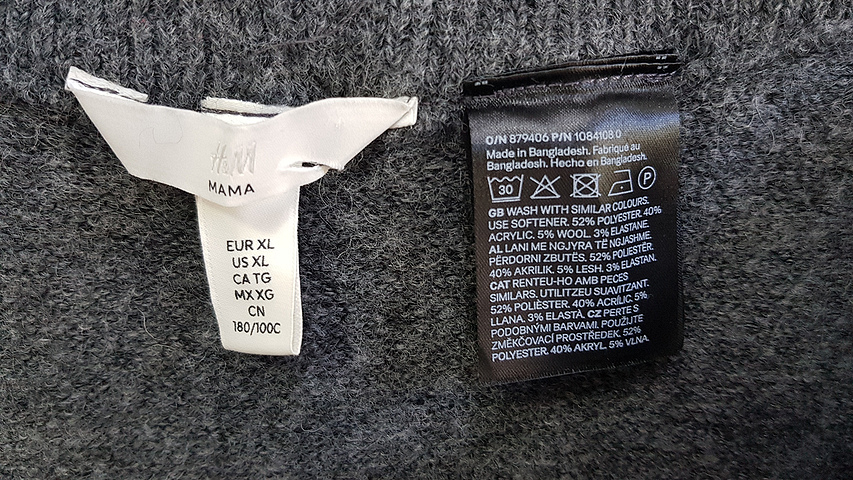 H&M
MAMA
EUR XL
US XL
CA TG
MX XG
CN
180/100C
O/N 879406 P/N 1084108 0
Made in Bangladesh. Fabriqué au
Bangladesh. Hecho en Bangladesh.
30 P
GB WASH WITH SIMILAR COLOURS.
USE SOFTENER. 52% POLYESTER. 40%
ACRYLIC. 5% WOOL. 3% ELASTANE.
AL LANI ME NGJYRA TË NGJASHME.
PËRDORNI ZBUTËS. 52% POLIESTËR.
40% AKRILIK. 5% LESH. 3% ELASTAN.
CAT RENTEU-HO AMB PECES
SIMILARS. UTILITZEU SUAVITZANT.
52% POLIÈSTER. 40% ACRÍLIC. 5%
LLANA. 3% ELASTÀ. CZ PERTE S
PODOBNÝMI BARVAMI. POUŽIJTE
ZMĚKČOVACÍ PROSTŘEDEK. 52%
POLYESTER. 40% AKRYL. 5% VLNA.